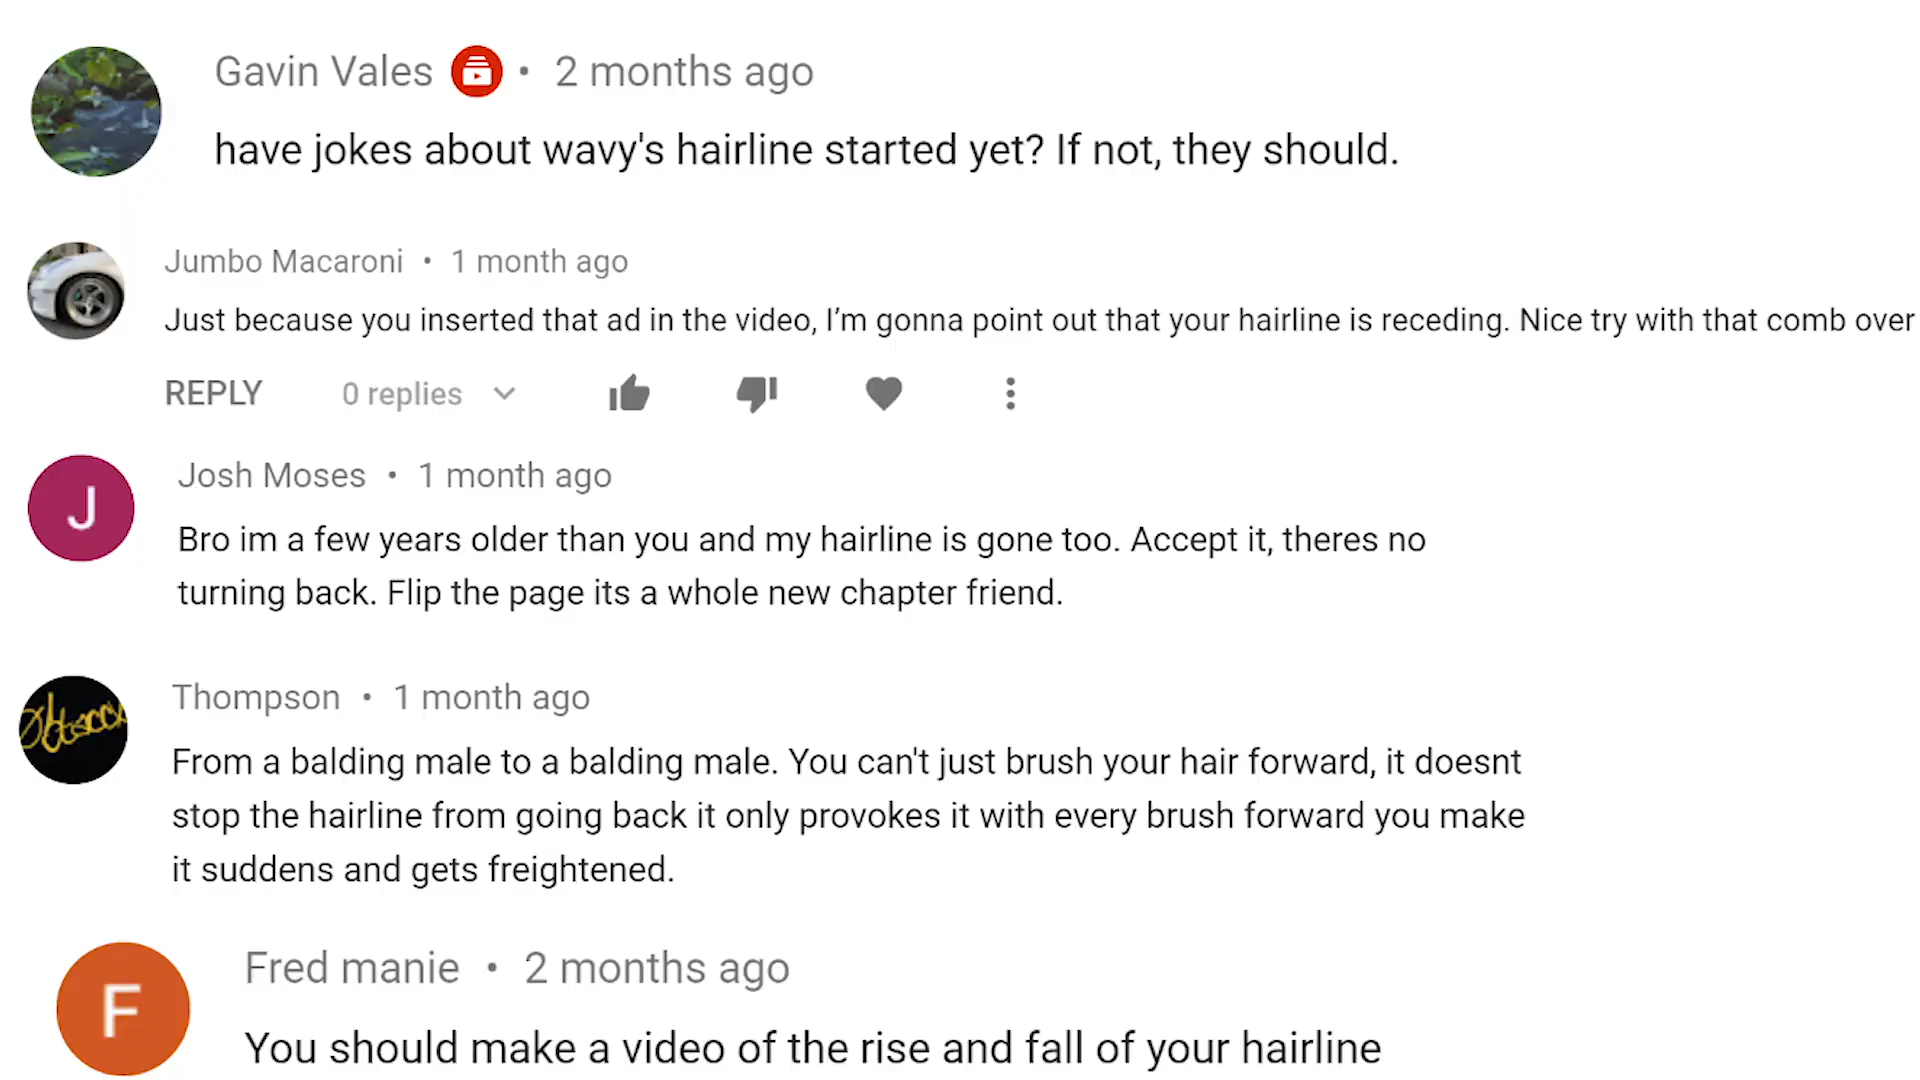 Gavin Vales • 2 months ago
have jokes about wavy's hairline started yet? If not, they should.
Jumbo Macaroni • 1 month ago
Just because you inserted that ad in the video, I’m gonna point out that your hairline is receding. Nice try with that comb over
REPLY 0 replies
J
Josh Moses • 1 month ago
Bro im a few years older than you and my hairline is gone too. Accept it, theres no
turning back. Flip the page its a whole new chapter friend.
Thompson • 1 month ago
From a balding male to a balding male. You can't just brush your hair forward, it doesnt
stop the hairline from going back it only provokes it with every brush forward you make
it suddens and gets freightened.
F
Fred manie • 2 months ago
You should make a video of the rise and fall of your hairline